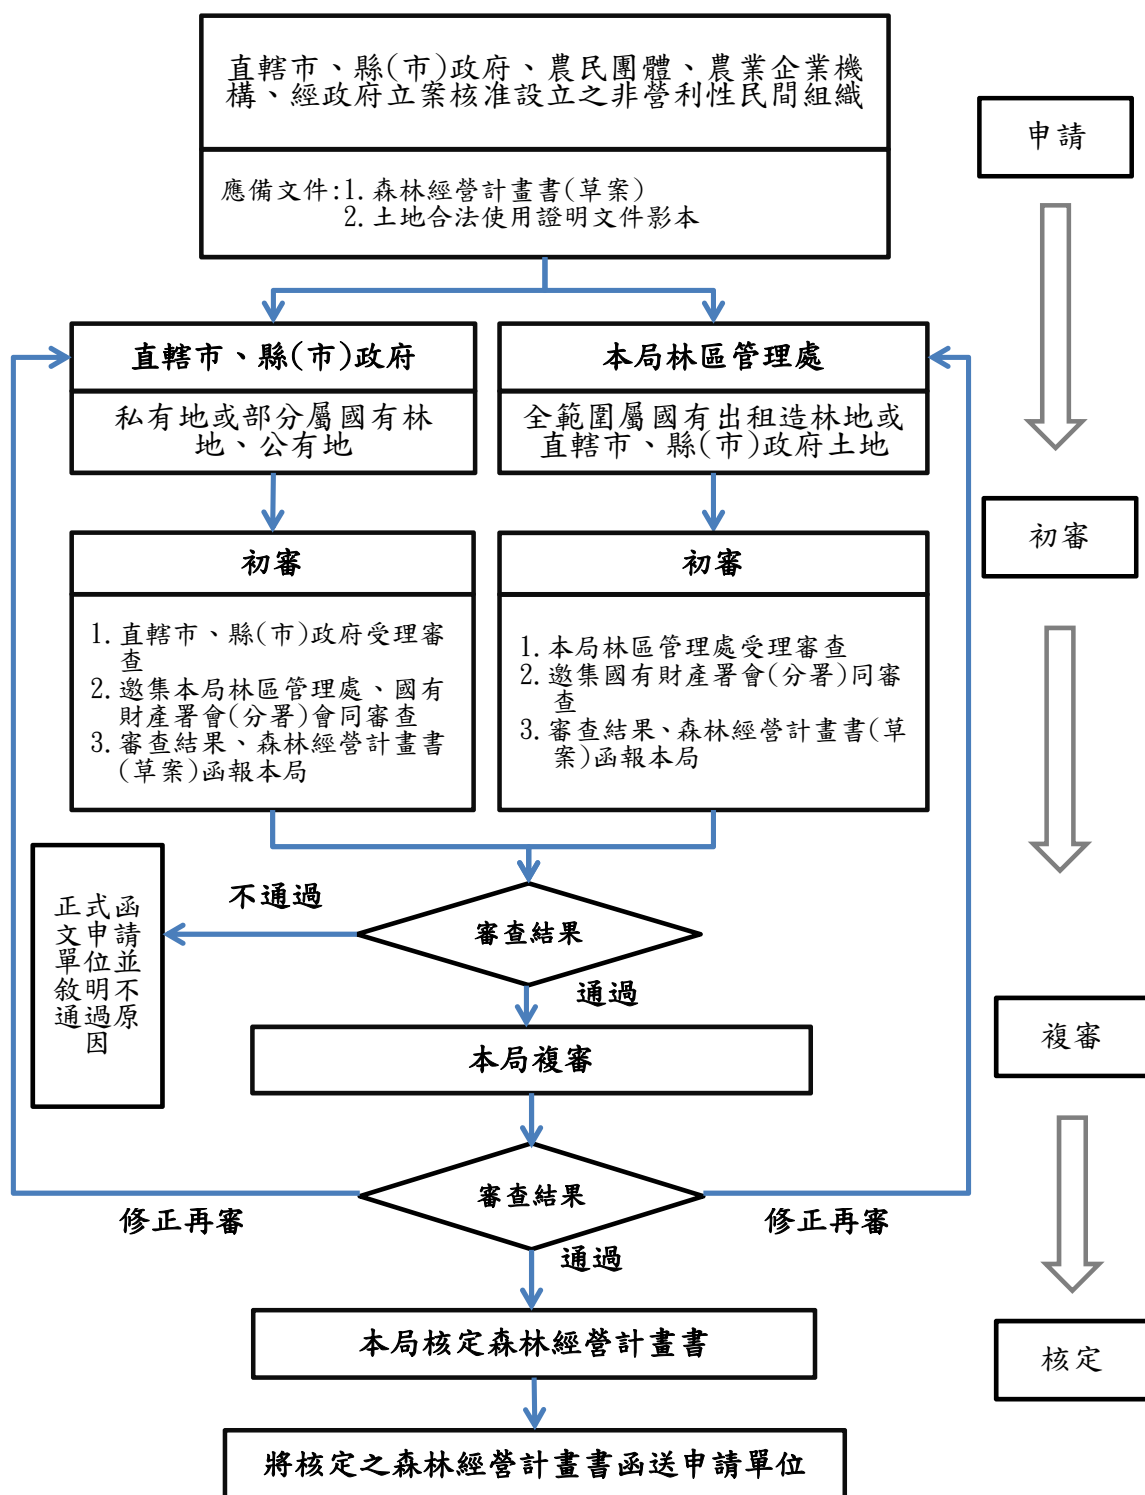 直轄市、縣(市)政府、農民團體、農業企業機
構、經政府立案核准設立之非營利性民間組織
應備文件:1.森林經營計畫書(草案)
2.土地合法使用證明文件影本
申請
直轄市、縣(市)政府
私有地或部分屬國有林
地、公有地
本局林區管理處
全範圍屬國有出租造林地或
直轄市、縣(市)政府土地
初審
1.直轄市、縣(市)政府受理審
查
2.邀集本局林區管理處、國有
財產署會(分署)會同審查
3.審查結果、森林經營計畫書
(草案)函報本局
初審
1.本局林區管理處受理審查
2.邀集國有財產署會(分署)同審
查
3.審查結果、森林經營計畫書(草
案)函報本局
初審
審查結果
不通過
正式函
文申請
單位並
敘明不
通過原
因
通過
本局複審
複審
審查結果
修正再審
修正再審
通過
本局核定森林經營計畫書
核定
將核定之森林經營計畫書函送申請單位